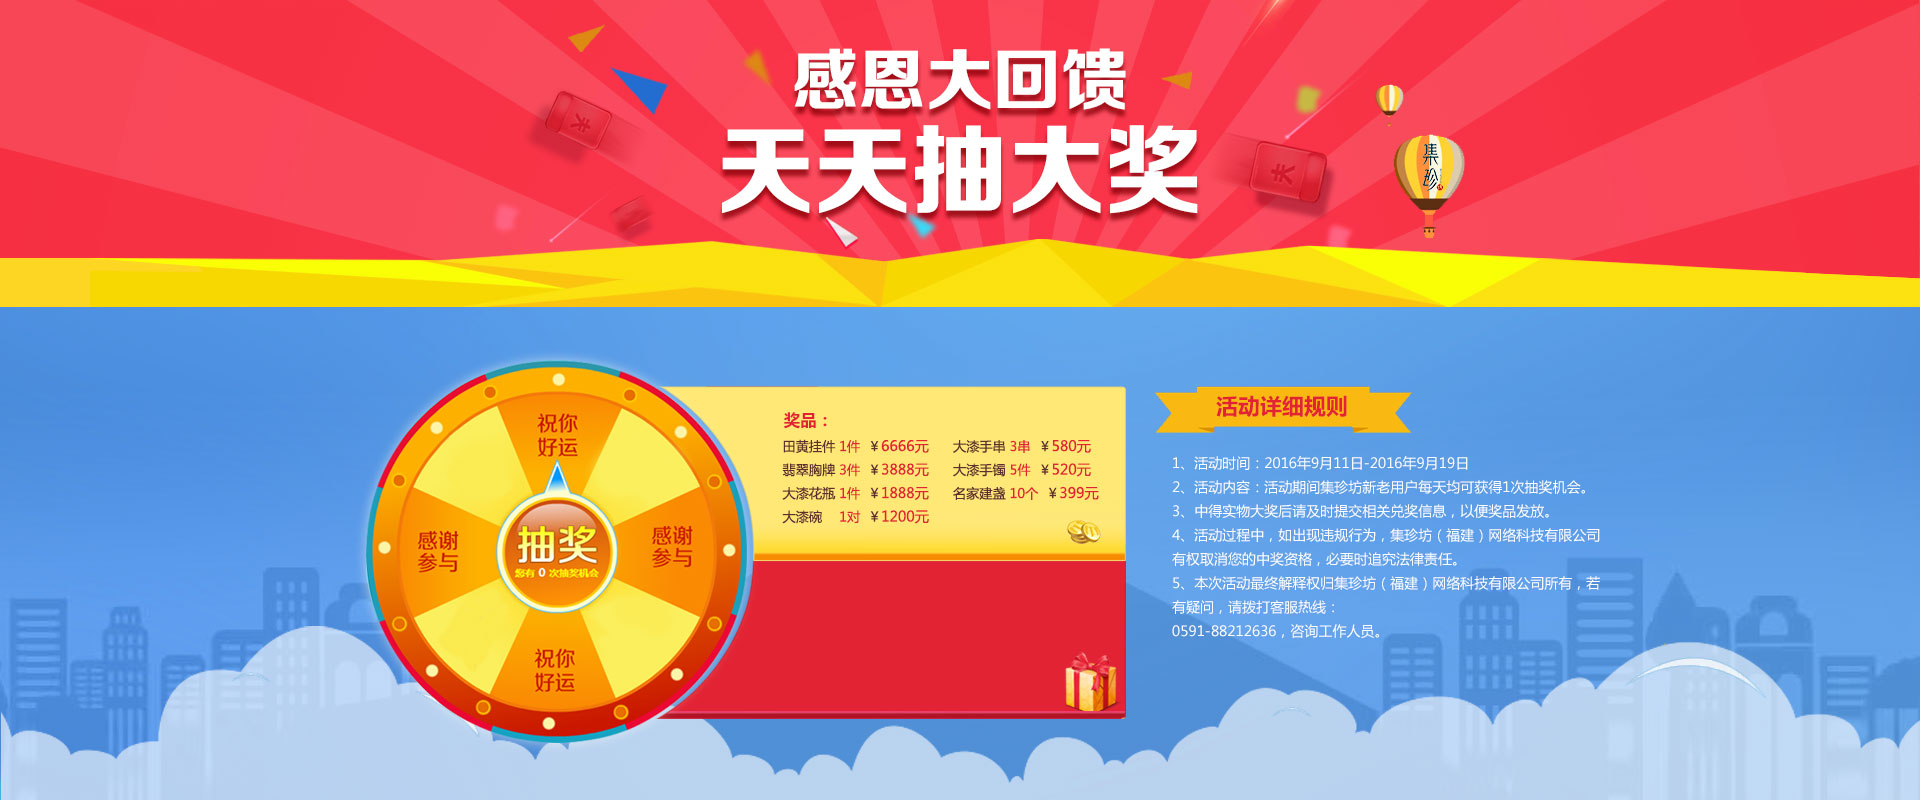 感恩大回馈
天天抽大奖
集珍
祝你
好运
感谢
参与
抽奖
您有 0 次抽奖机会
感谢
参与
祝你
好运
奖品：
田黄挂件 1件 ￥6666元 大漆手串 3串 ￥580元
翡翠胸牌 3件 ￥3888元 大漆手镯 5件 ￥520元
大漆花瓶 1件 ￥1888元 名家建盏 10个 ￥399元
大漆碗 1对 ￥1200元
活动详细规则
1、活动时间：2016年9月11日-2016年9月19日
2、活动内容：活动期间集珍坊新老用户每天均可获得1次抽奖机会。
3、中得实物大奖后请及时提交相关兑奖信息，以便奖品发放。
4、活动过程中，如出现违规行为，集珍坊（福建）网络科技有限公司
有权取消您的中奖资格，必要时追究法律责任。
5、本次活动最终解释权归集珍坊（福建）网络科技有限公司所有，若
有疑问，请拨打客服热线：
0591-88212636，咨询工作人员。